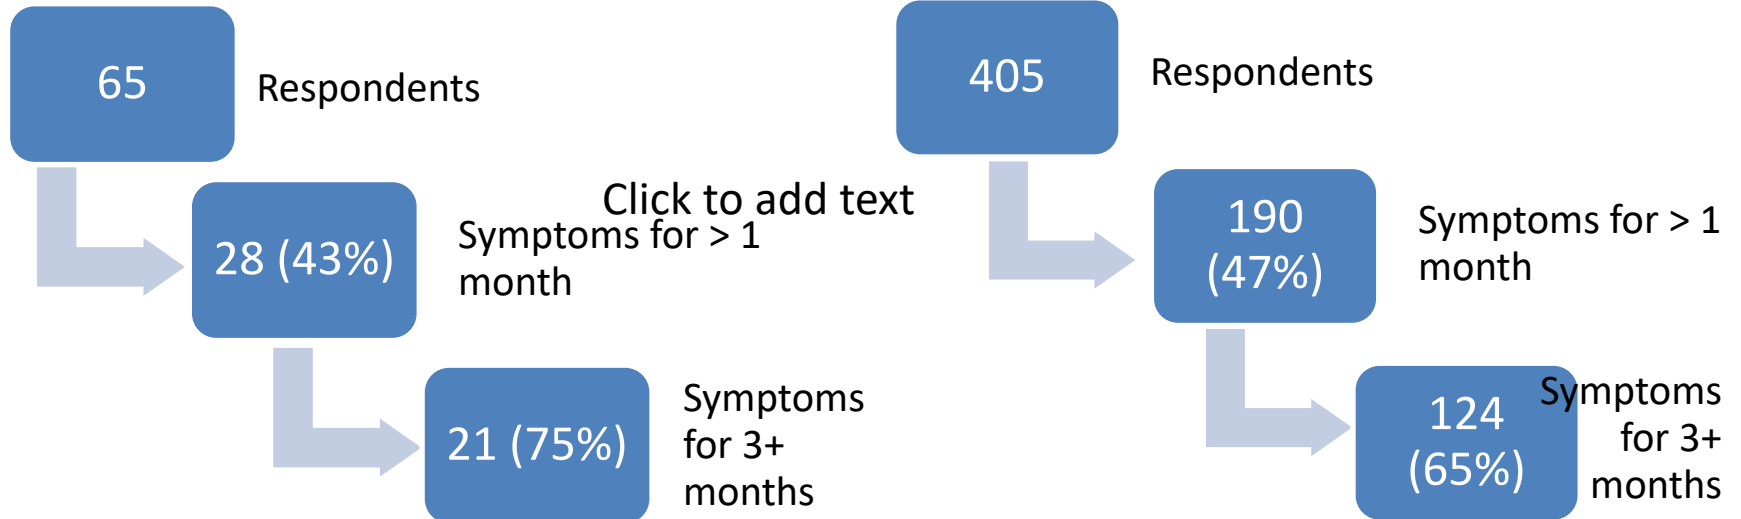 65
Respondents
28 (43%)
Symptoms for > 1
month
21 (75%)
Symptoms
for 3+
months
Click to add text
405
Respondents
190
(47%)
Symptoms for > 1
month
124
(65%)
Symptoms
for 3+
months